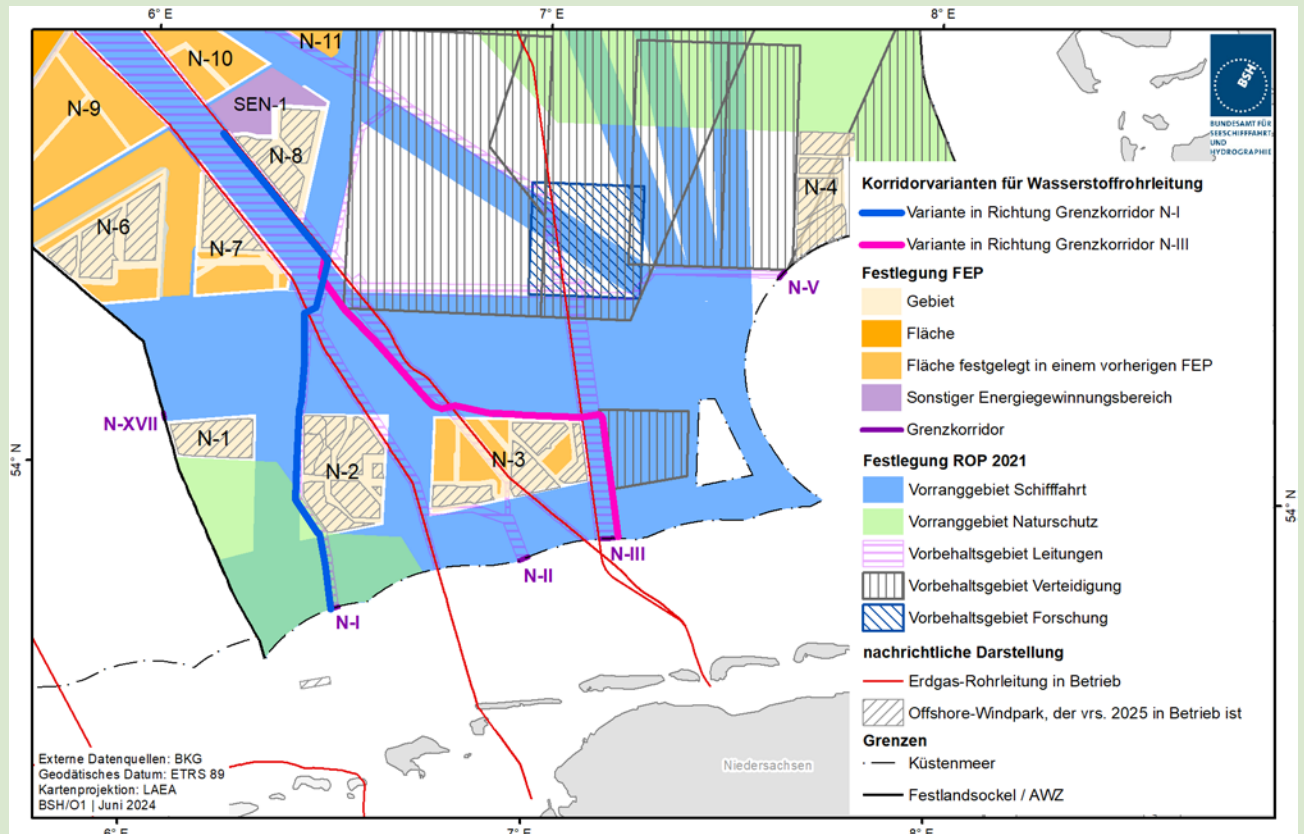 6° E
7° E
8° E
N-11
N-10
BSH
BUNDESAMT FÜR
SEESCHIFFFAHRT
UND
HYDROGRAPHIE
SEN-1
N-9
N-8
N-4
N-6
N-7
N-V
N-XVII
N-1
N-2
N-3
54° N
54° N
N-III
N-II
N-I
Niedersachsen
Korridorvarianten für Wasserstoffrohrleitung
Variante in Richtung Grenzkorridor N-I
Variante in Richtung Grenzkorridor N-III
Festlegung FEP
Gebiet
Fläche
Fläche festgelegt in einem vorherigen FEP
Sonstiger Energiegewinnungsbereich
Grenzkorridor
Festlegung ROP 2021
Vorranggebiet Schifffahrt
Vorranggebiet Naturschutz
Vorbehaltsgebiet Leitungen
Vorbehaltsgebiet Verteidigung
Vorbehaltsgebiet Forschung
nachrichtliche Darstellung
Erdgas-Rohrleitung in Betrieb
Offshore-Windpark, der vrs. 2025 in Betrieb ist
Grenzen
Küstenmeer
Festlandsockel / AWZ
Externe Datenquellen: BKG
Geodätisches Datum: ETRS 89
Kartenprojektion: LAEA
BSH/O1 | Juni 2024
6° E
7° E
8° E